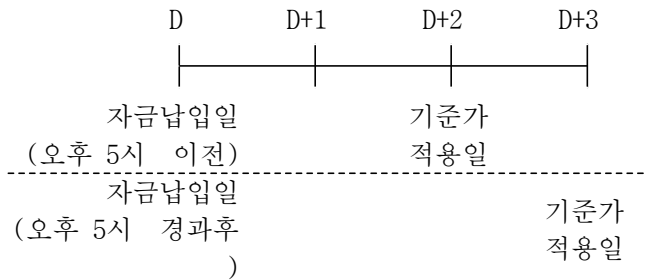 D D+1 D+2 D+3
자금납입일 기준가
(오후 5시 이전) 적용일
자금납입일
(오후 5시 경과후
)
기준가
적용일